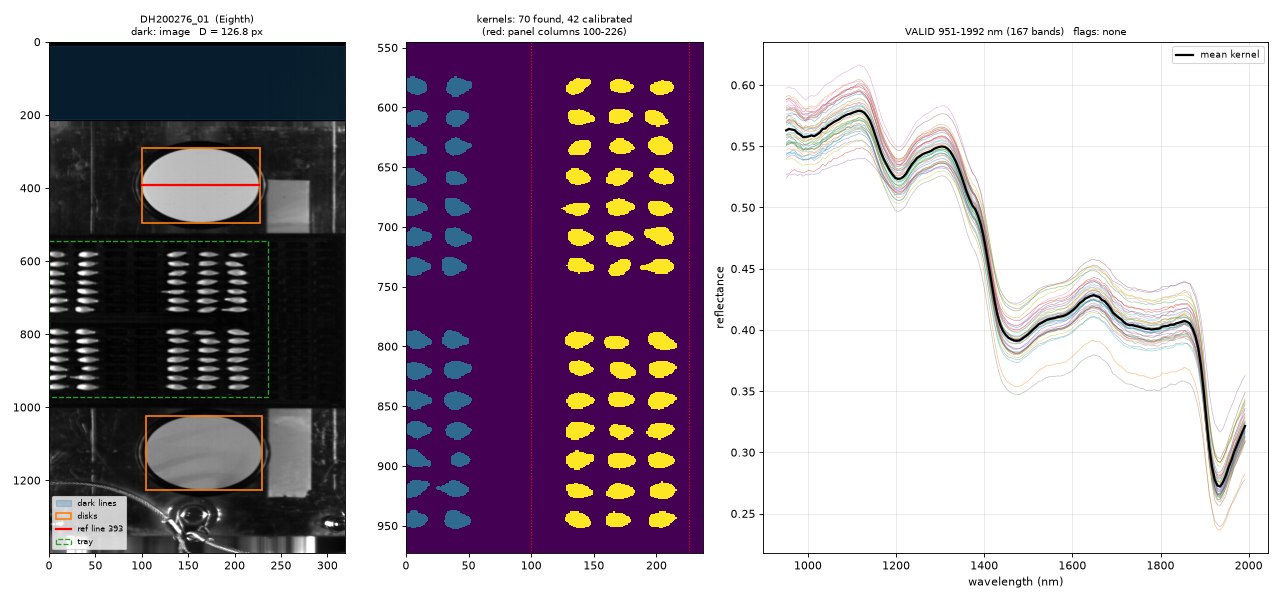 DH200276_01 (Eighth)
dark: image D = 126.8 px
0
200
400
600
800
1000
1200
0 50 100 150 200 250 300
dark lines
disks
ref line 393
tray
kernels: 70 found, 42 calibrated
(red: panel columns 100-226)
550
600
650
700
750
800
850
900
950
0 50 100 150 200
VALID 951-1992 nm (167 bands) flags: none
mean kernel
reflectance
0.60
0.55
0.50
0.45
0.40
0.35
0.30
0.25
1000 1200 1400 1600 1800 2000
wavelength (nm)